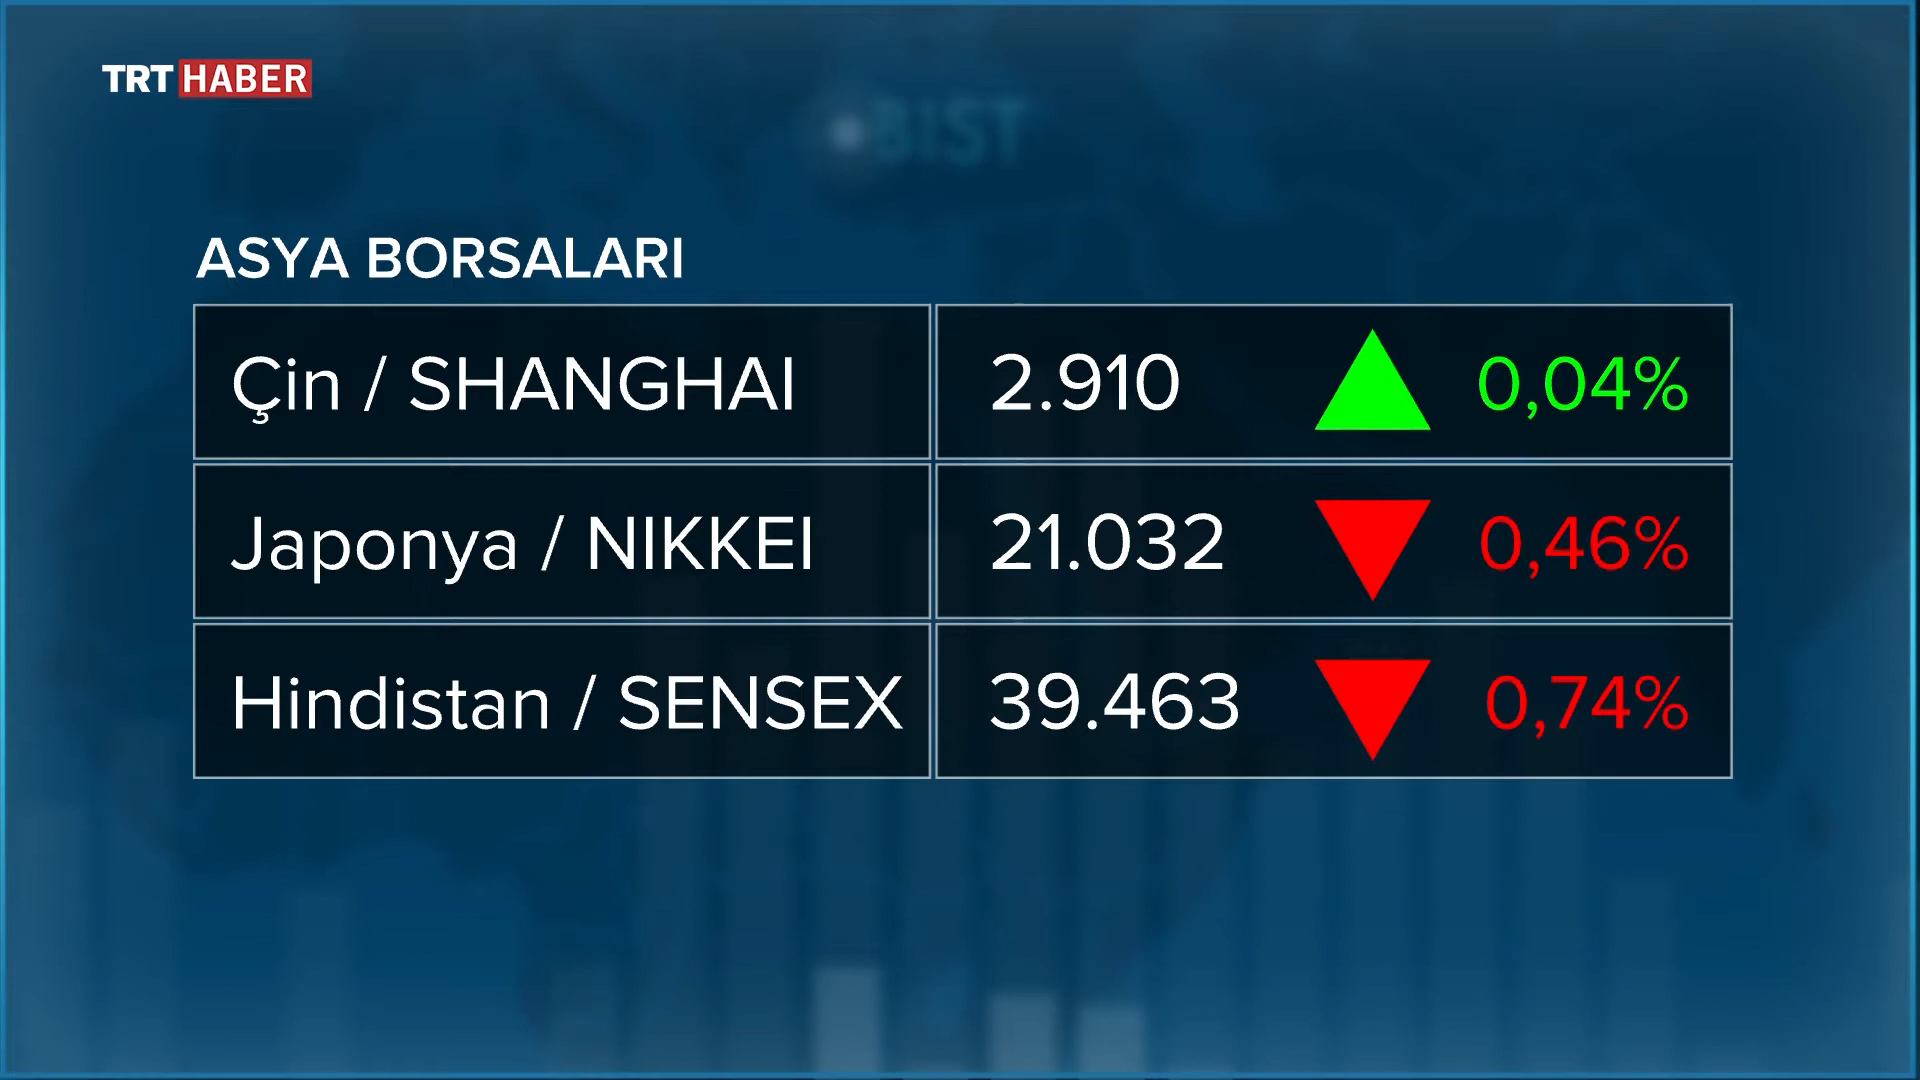 TRT HABER
BIST
ASYA BORSALARI
Çin / SHANGHAI 2.910 0,04%
Japonya / NIKKEI 21.032 0,46%
Hindistan / SENSEX 39.463 0,74%